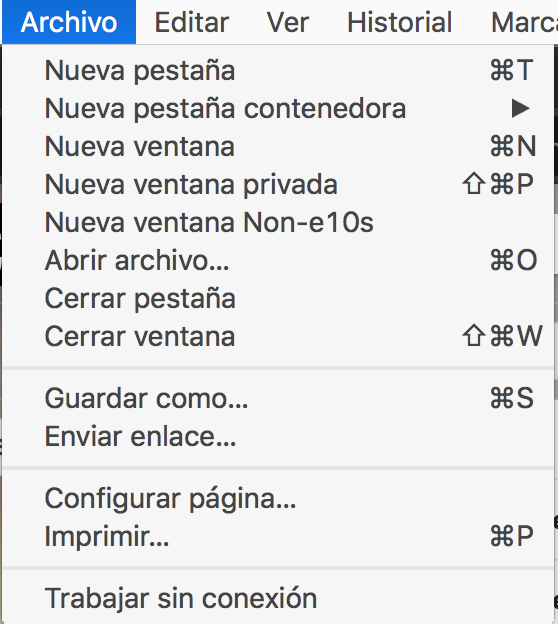 Archivo Editar Ver Historial
Nueva pestaña ⌘T
Nueva pestaña contenedora ▶
Nueva ventana ⌘N
Nueva ventana privada ⇧⌘P
Nueva ventana Non-e10s
Abrir archivo... ⌘O
Cerrar pestaña
Cerrar ventana ⇧⌘W
Guardar como... ⌘S
Enviar enlace...
Configurar página...
Imprimir... ⌘P
Trabajar sin conexión